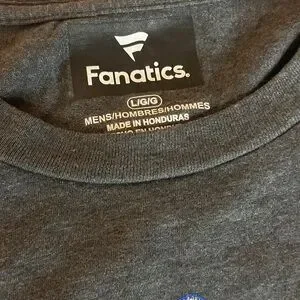 Fanatics.
L/G/G
MENS/HOMBRES/HOMMES
MADE IN HONDURAS